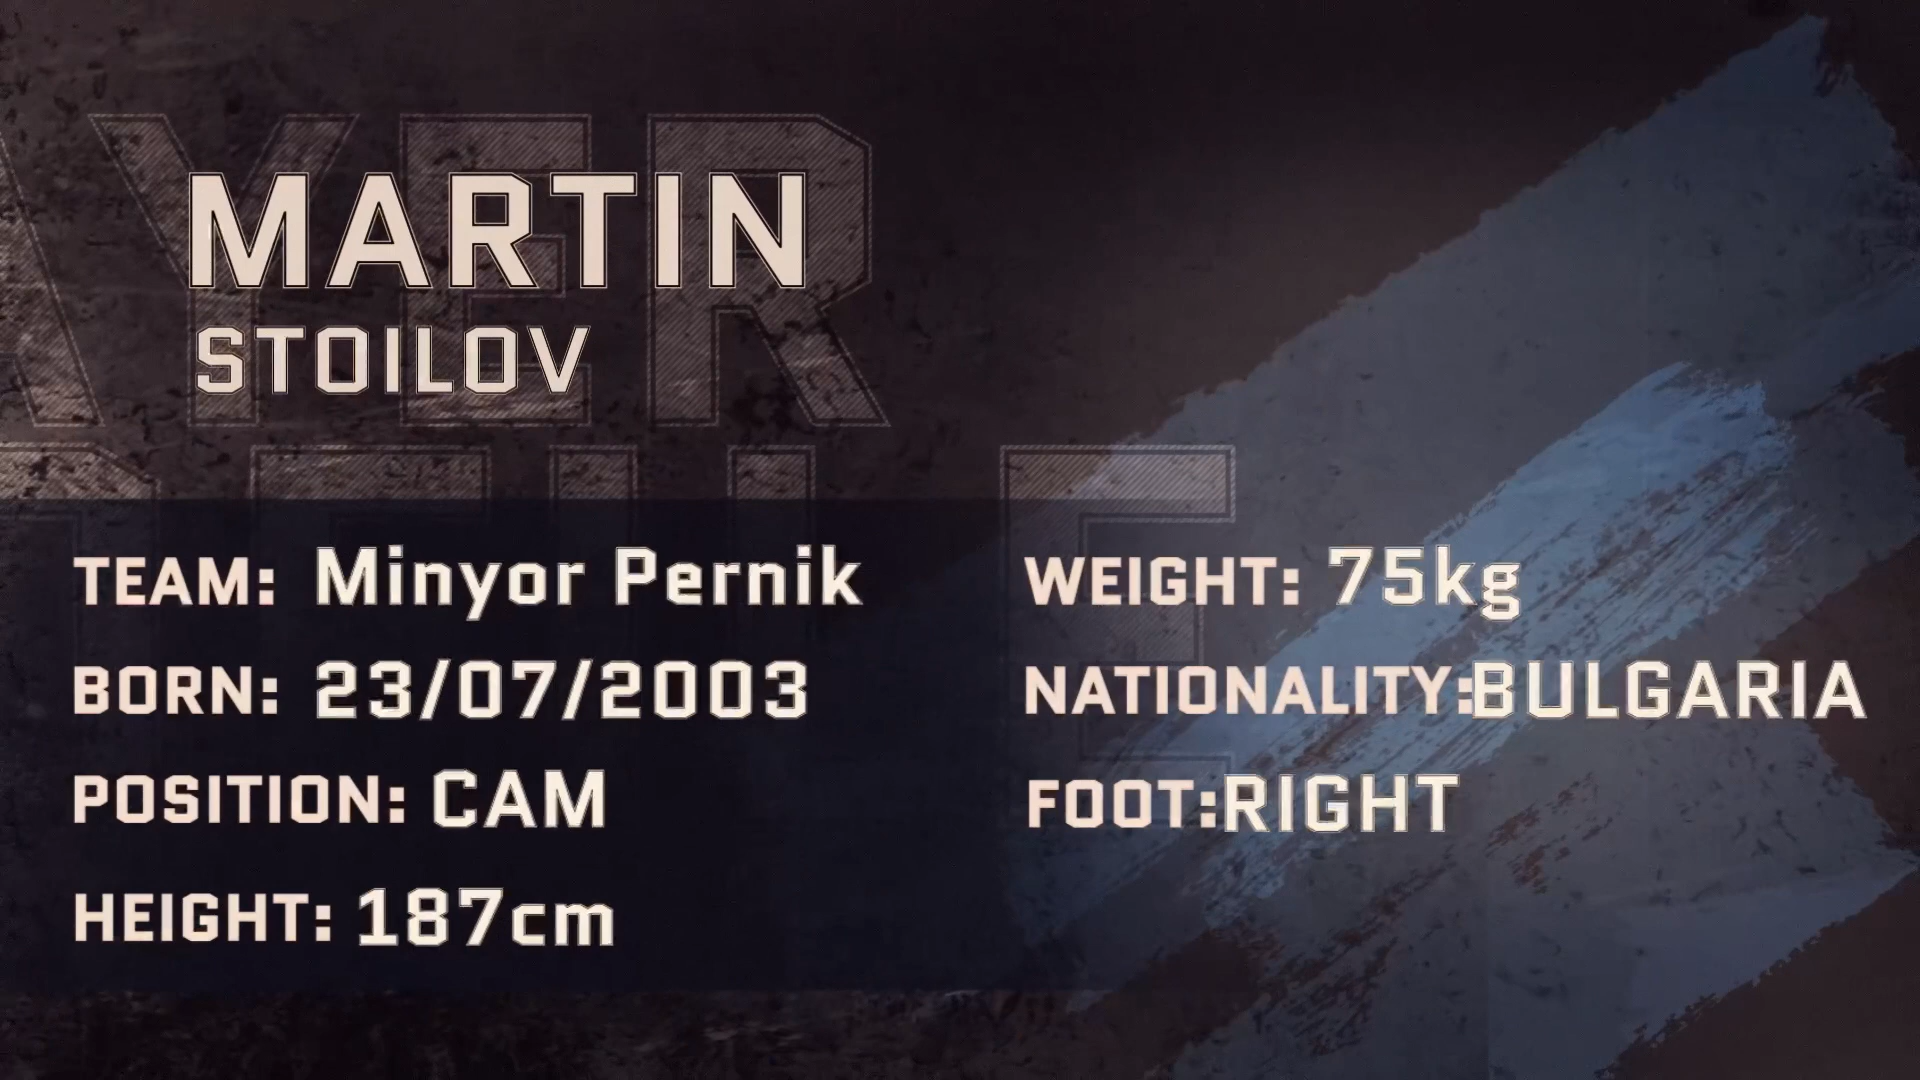 AYER
MARTIN
STOILOV
TEAM: Minyor Pernik
BORN: 23/07/2003
POSITION: CAM
HEIGHT: 187cm
WEIGHT: 75kg
NATIONALITY:BULGARIA
FOOT:RIGHT